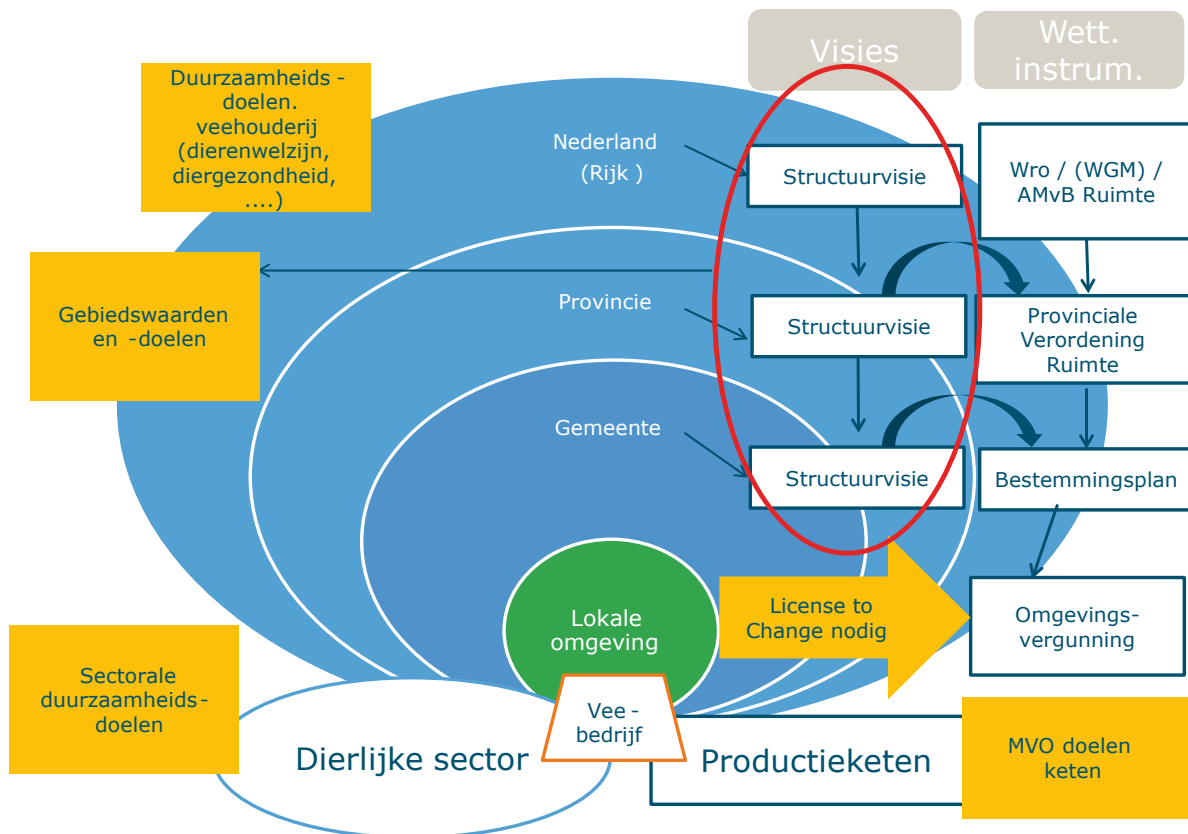 Visies
Wett.
instrum.
Duurzaamheids -
doelen.
veehouderij
(dierenwelzijn,
diergezondheid,
....)
Nederland
(Rijk )
Structuurvisie
Wro / (WGM) /
AMvB Ruimte
Gebiedswaarden
en -doelen
Provincie
Structuurvisie
Provinciale
Verordening
Ruimte
Gemeente
Structuurvisie
Bestemmingsplan
Lokale
omgeving
License to
Change nodig
Omgevings-
vergunning
Sectorale
duurzaamheids-
doelen
Vee -
bedrijf
Dierlijke sector
Productieketen
MVO doelen
keten